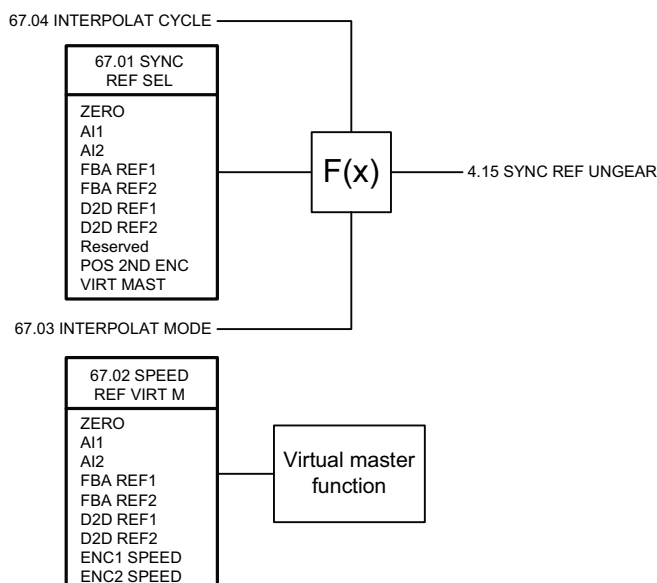 67.04 INTERPOLAT CYCLE
67.01 SYNC
REF SEL
ZERO
AI1
AI2
FBA REF1
FBA REF2
D2D REF1
D2D REF2
Reserved
POS 2ND ENC
VIRT MAST
F(x)
4.15 SYNC REF UNGEAR
67.03 INTERPOLAT MODE
67.02 SPEED
REF VIRT M
ZERO
AI1
AI2
FBA REF1
FBA REF2
D2D REF1
D2D REF2
ENC1 SPEED
ENC2 SPEED
Virtual master
function